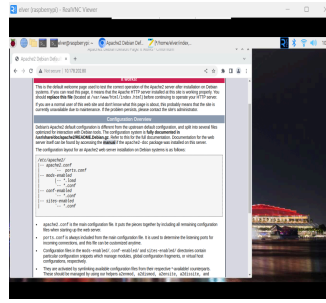 eiver (raspberrypi) - RealVNC Viewer
Apache2 Debian Def...
Apache2 Debian Default
10.176.202.85
It works!
This is the default welcome page used to test the correct operation of the Apache2 server after installation on Debian
systems. If you can read this page, it means that the Apache HTTP server installed at this site is working properly. You
should replace this file (located at /var/www/html/index.html) before continuing to operate your HTTP server.
If you are a normal user of this web site and don't know what this page is about, this probably means that the site is
currently unavailable due to maintenance. If the problem persists, please contact the site's administrator.
Configuration Overview
Debian's Apache2 default configuration is different from the upstream default configuration, and split into several files
optimized for interaction with Debian tools. The configuration system is fully documented in
/usr/share/doc/apache2/README.Debian.gz. Refer to this for the full documentation. Documentation for the web
server itself can be found by accessing the manual if the apache2-doc package was installed on this server.
The configuration layout for an Apache2 web server installation on Debian systems is as follows:
/etc/apache2/
|-- apache2.conf
| `-- ports.conf
|-- mods-enabled
| |-- *.load
| `-- *.conf
|-- conf-enabled
| `-- *.conf
|-- sites-enabled
| `-- *.conf
apache2.conf is the main configuration file. It puts the pieces together by including all remaining configuration
files when starting up the web server.
ports.conf is always included from the main configuration file. It is used to determine the listening ports for
incoming connections, and this file can be customized anytime.
Configuration files in the mods-enabled/, conf-enabled/ and sites-enabled/ directories contain
particular configuration snippets which manage modules, global configuration fragments, or virtual host
configurations, respectively.
They are activated by symlinking available configuration files from their respective *-available/ counterparts.
These should be managed by using our helpers a2enmod, a2dismod, a2ensite, a2dissite, and